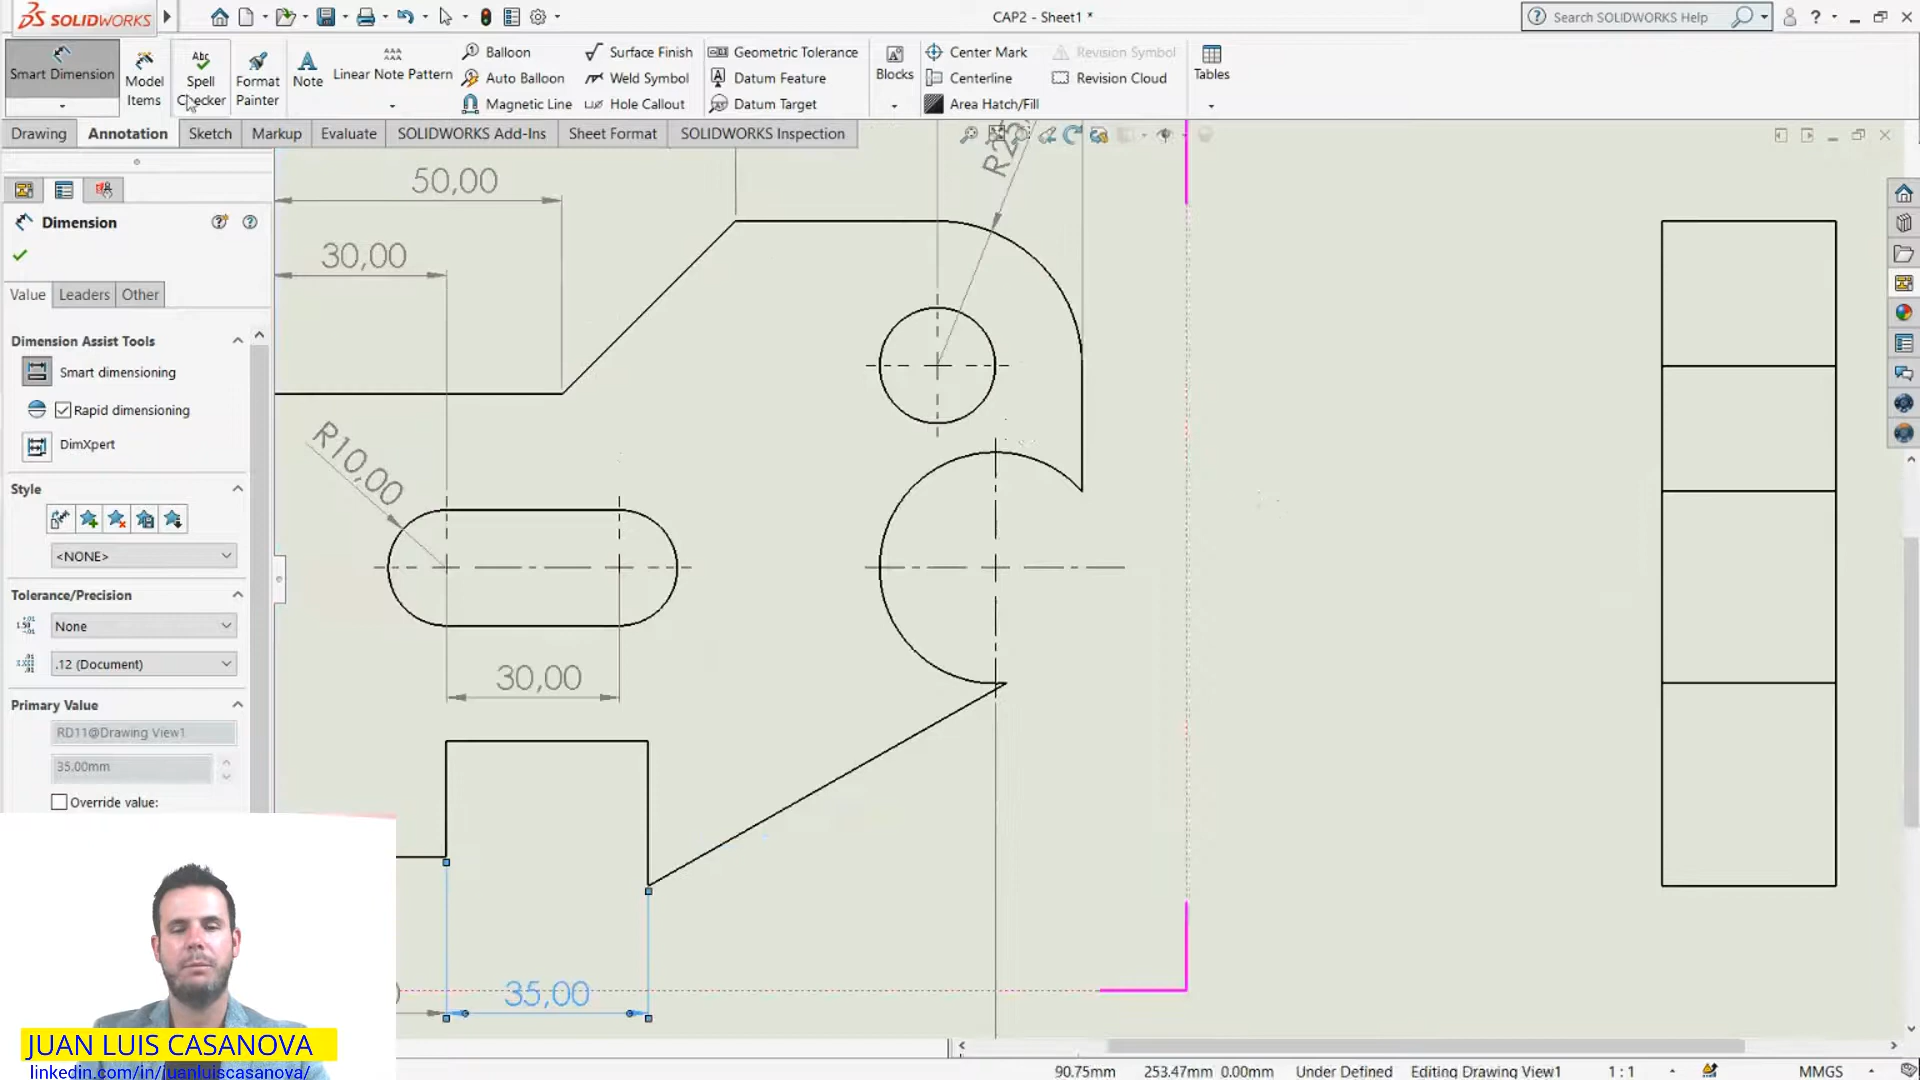 SOLIDWORKS
CAP2 - Sheet1 *
Search SOLIDWORKS Help
Smart Dimension
Model Items
Abc
Spell Checker
Format Painter
Note
Linear Note Pattern
Balloon
Auto Balloon
Magnetic Line
Surface Finish
Weld Symbol
Hole Callout
Geometric Tolerance
Datum Feature
Datum Target
Blocks
Center Mark
Centerline
Area Hatch/Fill
Revision Symbol
Revision Cloud
Tables
Drawing
Annotation
Sketch
Markup
Evaluate
SOLIDWORKS Add-Ins
Sheet Format
SOLIDWORKS Inspection
Dimension
Value
Leaders
Other
Dimension Assist Tools
Smart dimensioning
Rapid dimensioning
DimXpert
Style
<NONE>
Tolerance/Precision
None
.12 (Document)
Primary Value
RD11@Drawing View1
35.00mm
Override value:
50,00
30,00
R10,00
30,00
35,00
JUAN LUIS CASANOVA
linkedin.com/in/juanluiscasanova/
90.75mm
253.47mm
0.00mm
Under Defined
Editing Drawing View1
1 : 1
MMGS